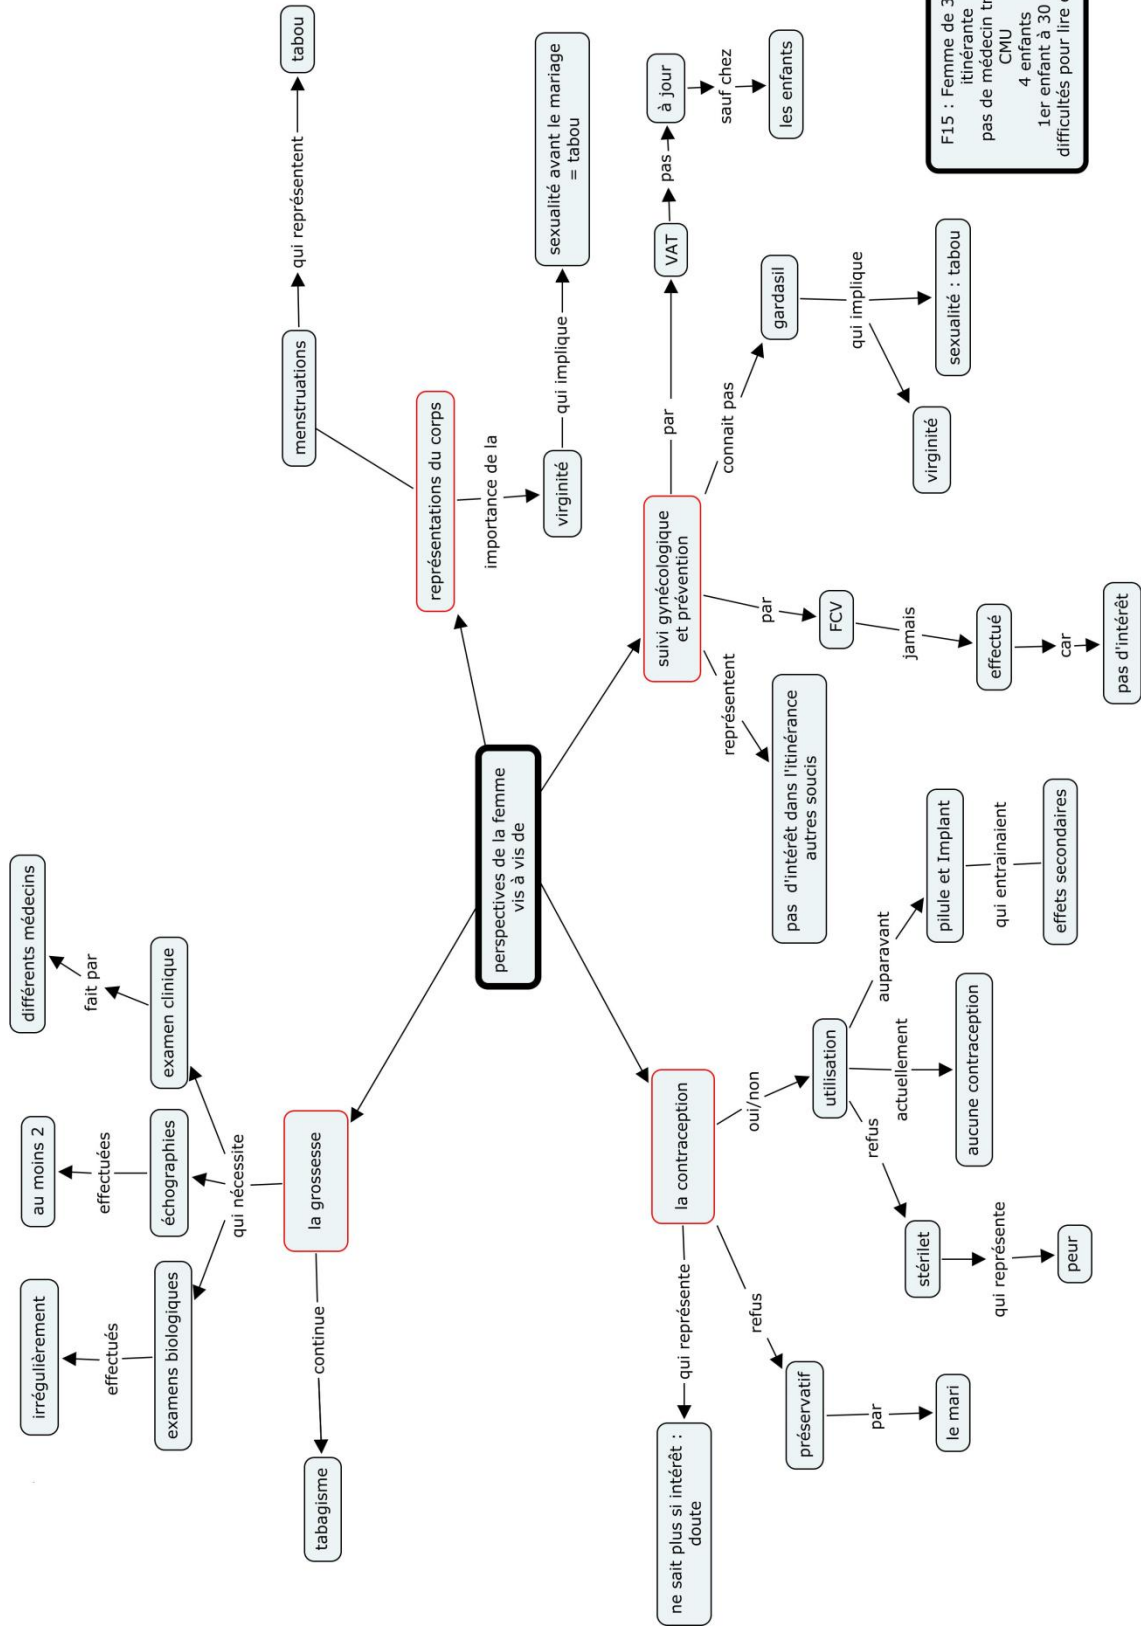 irrégulièrement
au moins 2
différents médecins
effectués
effectuées
fait par
examens biologiques
échographies
examen clinique
qui nécessite
la grossesse
continue
tabagisme
tabou
qui représentent
menstruations
représentations du corps
importance de la
virginité
qui implique
sexualité avant le mariage
= tabou
perspectives de la femme
vis à vis de
suivi gynécologique
et prévention
par
VAT
pas
à jour
sauf chez
les enfants
connait pas
gardasil
qui implique
virginité
sexualité : tabou
par
FCV
jamais
effectué
car
pas d'intérêt
représentent
pas d'intérêt dans l'itinérance
autres soucis
la contraception
qui représente
ne sait plus si intérêt :
doute
refus
préservatif
par
le mari
oui/non
utilisation
refus
stérilet
qui représente
peur
actuellement
aucune contraception
auparavant
pilule et Implant
qui entrainaient
effets secondaires
F15 : Femme de 3
itinérante
pas de médecin tr
CMU
4 enfants
1er enfant à 30
difficultés pour lire